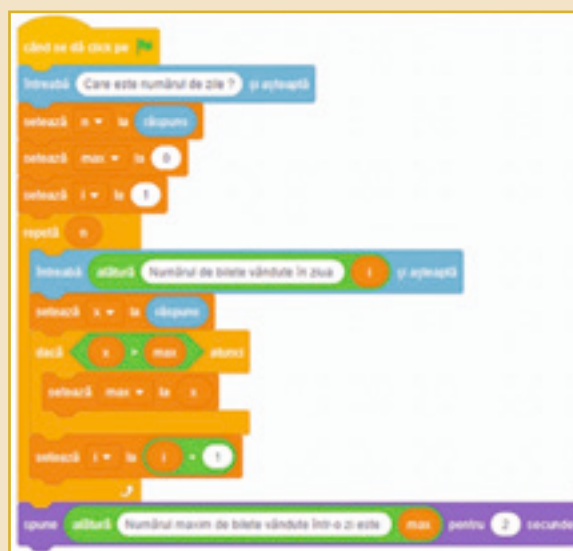 când se dă click pe
întreabă Care este numărul de zile ? și așteaptă
setează n la răspuns
setează max la 0
setează i la 1
repetă n
întreabă alătură Numărul de bilete vândute în ziua i și așteaptă
setează x la răspuns
dacă x > max atunci
setează max la x
setează i la i + 1
spune alătură Numărul maxim de bilete vândute într-o zi este max pentru 2 secunde